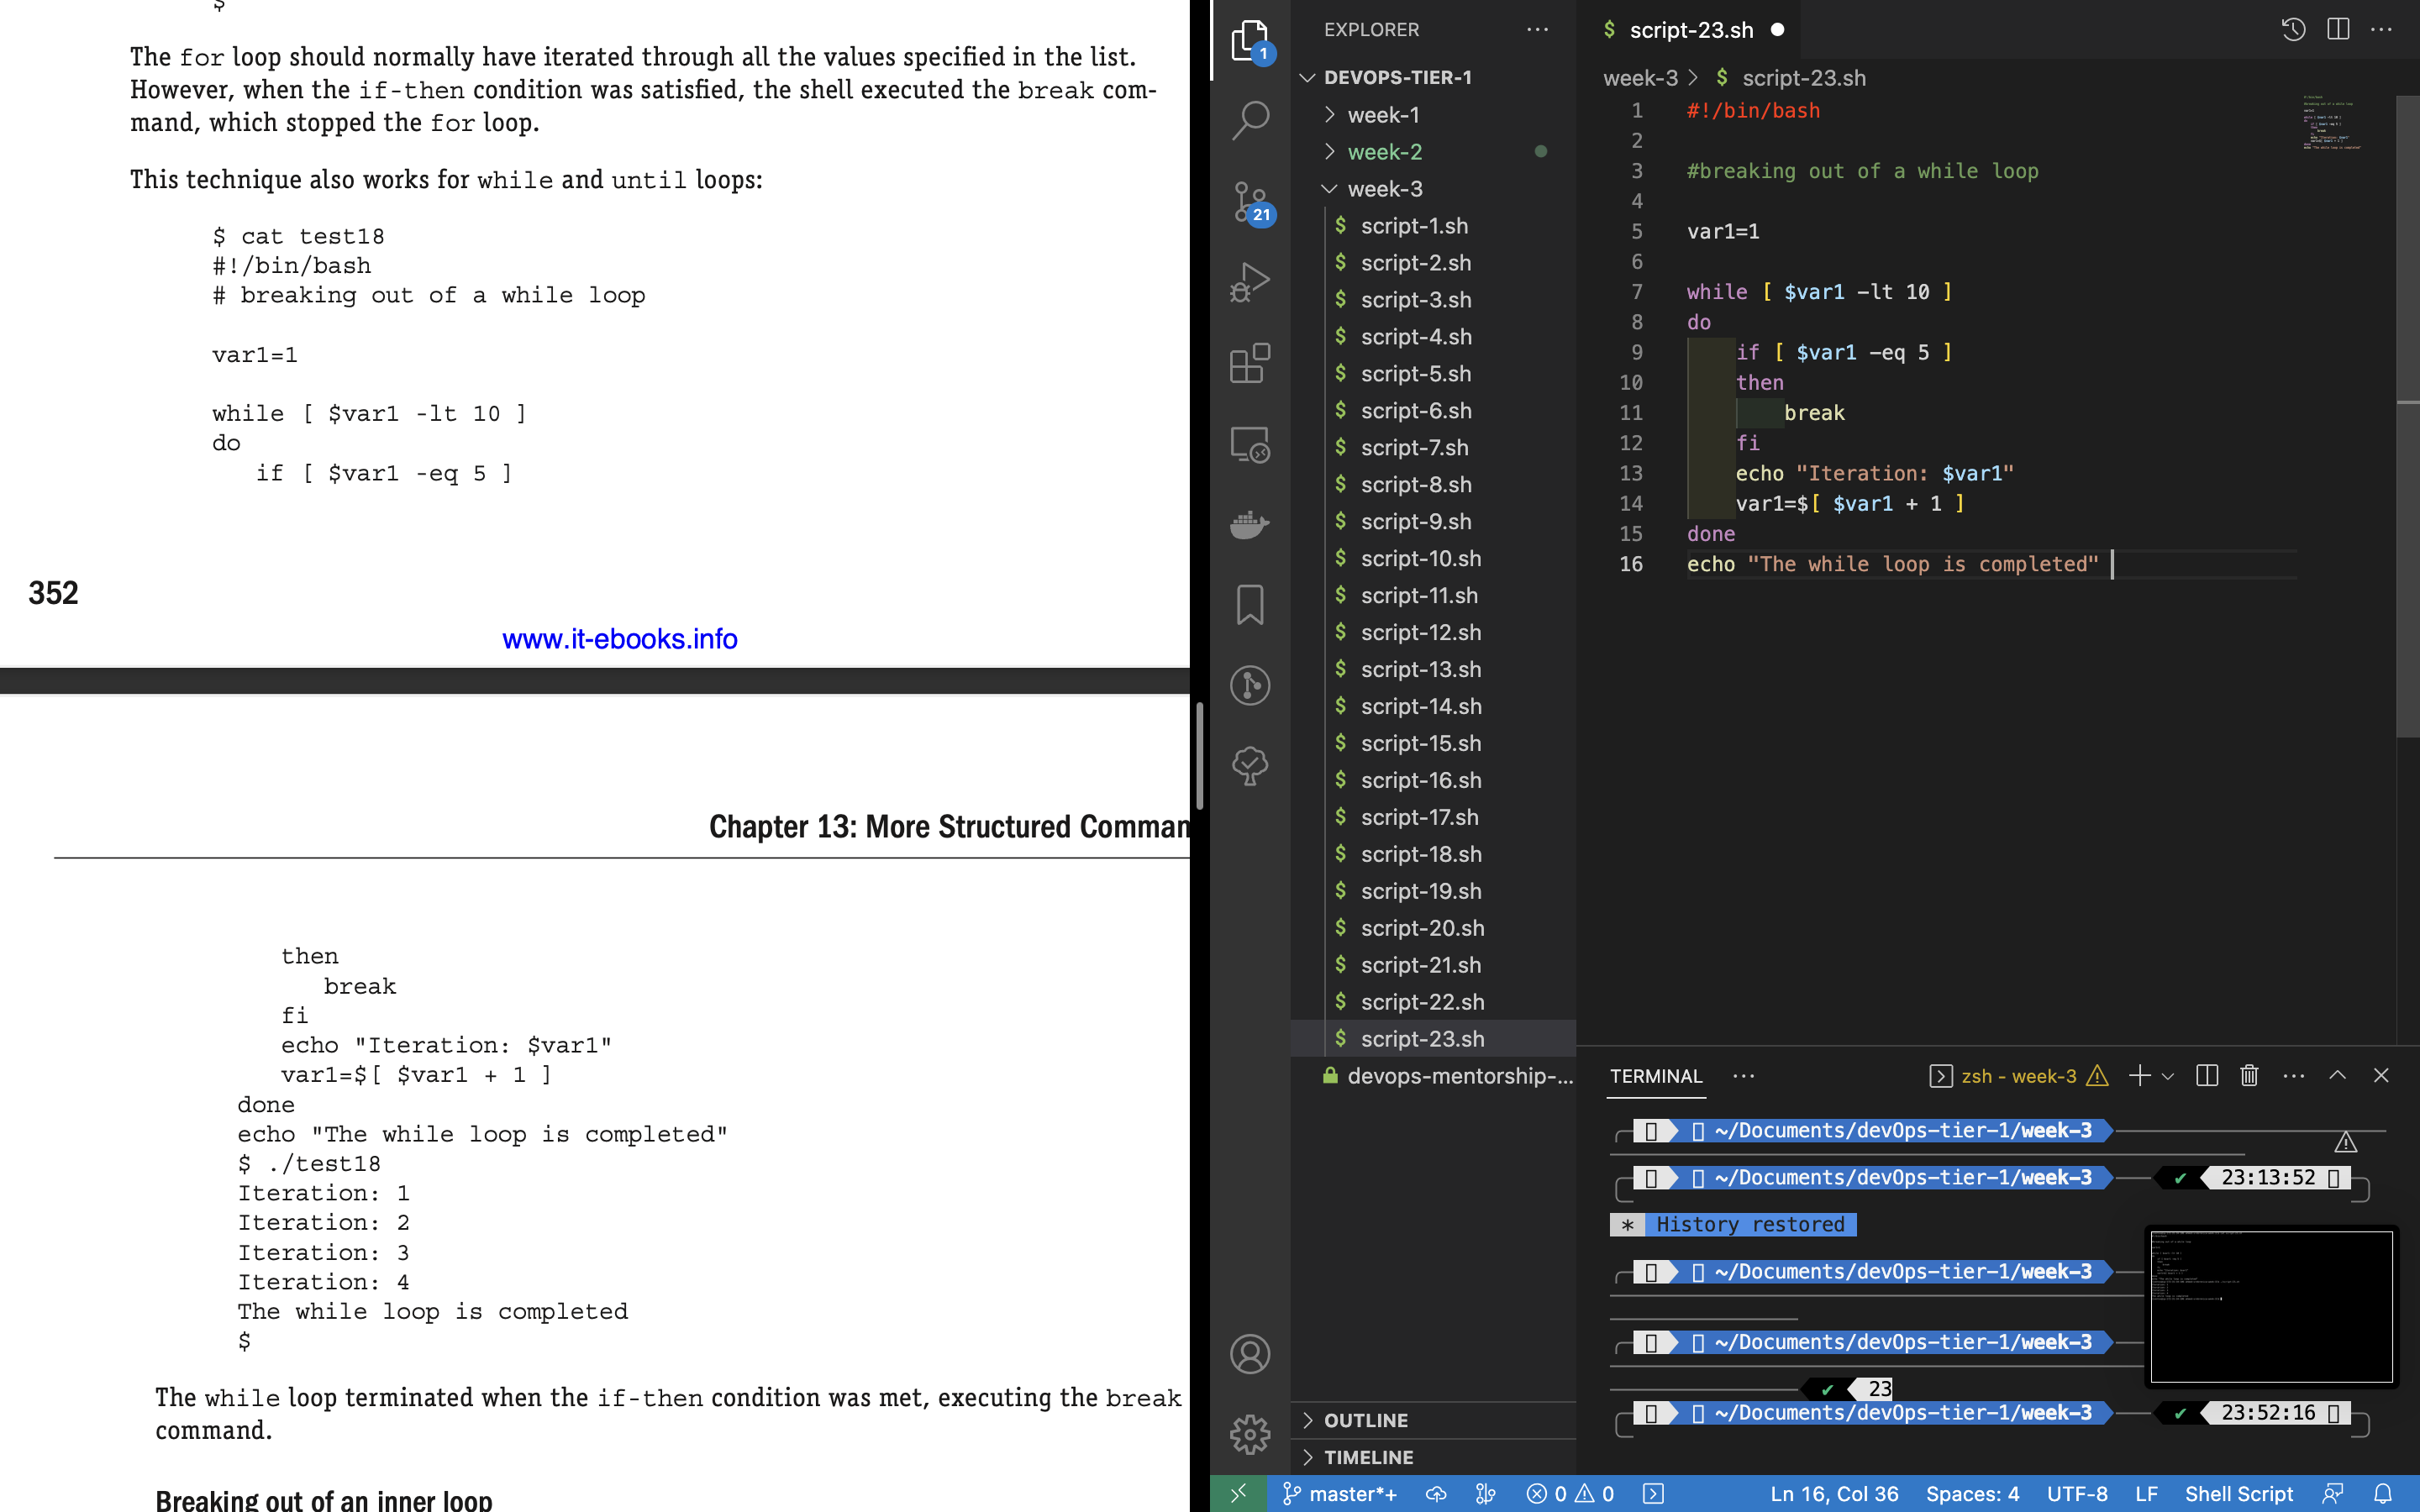 $
The for loop should normally have iterated through all the values specified in the list.
However, when the if-then condition was satisfied, the shell executed the break com-
mand, which stopped the for loop.
This technique also works for while and until loops:
$ cat test18
#!/bin/bash
# breaking out of a while loop
var1=1
while [ $var1 -lt 10 ]
do
if [ $var1 -eq 5 ]
352
www.it-ebooks.info
Chapter 13: More Structured Comman
then
break
fi
echo "Iteration: $var1"
var1=$[ $var1 + 1 ]
done
echo "The while loop is completed"
$ ./test18
Iteration: 1
Iteration: 2
Iteration: 3
Iteration: 4
The while loop is completed
$
The while loop terminated when the if-then condition was met, executing the break
command.
Breaking out of an inner loop
1
21
EXPLORER
DEVOPS-TIER-1
week-1
week-2
week-3
$ script-1.sh
$ script-2.sh
$ script-3.sh
$ script-4.sh
$ script-5.sh
$ script-6.sh
$ script-7.sh
$ script-8.sh
$ script-9.sh
$ script-10.sh
$ script-11.sh
$ script-12.sh
$ script-13.sh
$ script-14.sh
$ script-15.sh
$ script-16.sh
$ script-17.sh
$ script-18.sh
$ script-19.sh
$ script-20.sh
$ script-21.sh
$ script-22.sh
$ script-23.sh
devops-mentorship-...
OUTLINE
TIMELINE
$ script-23.sh
week-3 > $ script-23.sh
1 #!/bin/bash
2
3 #breaking out of a while loop
4
5 var1=1
6
7 while [ $var1 -lt 10 ]
8 do
9 if [ $var1 -eq 5 ]
10 then
11 break
12 fi
13 echo "Iteration: $var1"
14 var1=$[ $var1 + 1 ]
15 done
16 echo "The while loop is completed"
TERMINAL
zsh - week-3
~/Documents/devOps-tier-1/week-3
~/Documents/devOps-tier-1/week-3 ✔ 23:13:52
* History restored
~/Documents/devOps-tier-1/week-3
~/Documents/devOps-tier-1/week-3
✔ 23
~/Documents/devOps-tier-1/week-3 ✔ 23:52:16
master*+ 0 0 Ln 16, Col 36 Spaces: 4 UTF-8 LF Shell Script